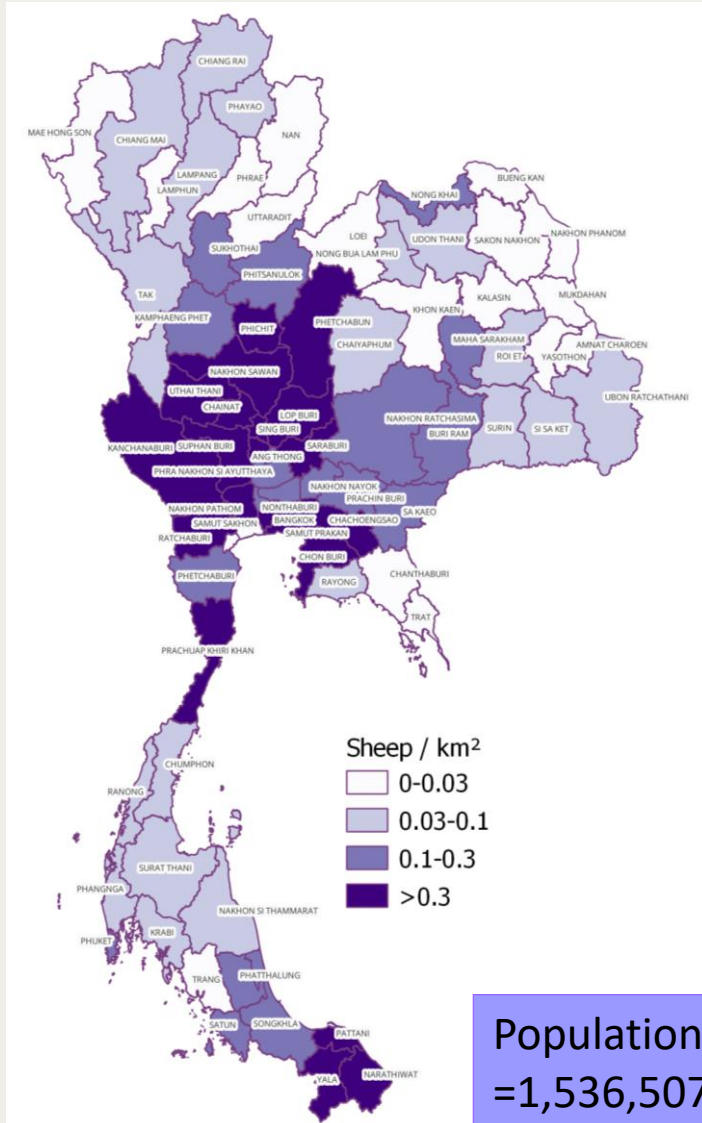 CHIANG RAI
PHAYAO
MAE HONG SON
CHIANG MAI
NAN
LAMPANG
PHRAE
LAMPHUN
UTTARADIT
BUENG KAN
NONG KHAI
LOEI
UDON THANI
SAKON NAKHON
NAKHON PHANOM
SUKHOTHAI
NONG BUA LAM PHU
PHITSANULOK
TAK
KHON KAEN
KALASIN
MUKDAHAN
KAMPHAENG PHET
PHICHIT
PHETCHABUN
MAHA SARAKHAM
AMNAT CHAROEN
CHAIYAPHUM
ROI ET
YASOTHON
NAKHON SAWAN
UTHAI THANI
UBON RATCHATHANI
CHAINAT
LOP BURI
NAKHON RATCHASIMA
SING BURI
SURIN
SI SA KET
BURI RAM
KANCHANABURI
SUPHAN BURI
SARABURI
ANG THONG
PHRA NAKHON SI AYUTTHAYA
NAKHON NAYOK
PRACHIN BURI
NAKHON PATHOM
NONTHABURI
SA KAEO
BANGKOK
CHACHOENGSAO
SAMUT SAKHON
SAMUT PRAKAN
RATCHABURI
CHON BURI
PHETCHABURI
RAYONG
CHANTHABURI
TRAT
PRACHUAP KHIRI KHAN
CHUMPHON
RANONG
SURAT THANI
PHANGNGA
NAKHON SI THAMMARAT
KRABI
PHUKET
TRANG
PHATTHALUNG
SATUN
SONGKHLA
PATTANI
YALA
NARATHIWAT
Sheep / km²
0-0.03
0.03-0.1
0.1-0.3
>0.3
Population
=1,536,507